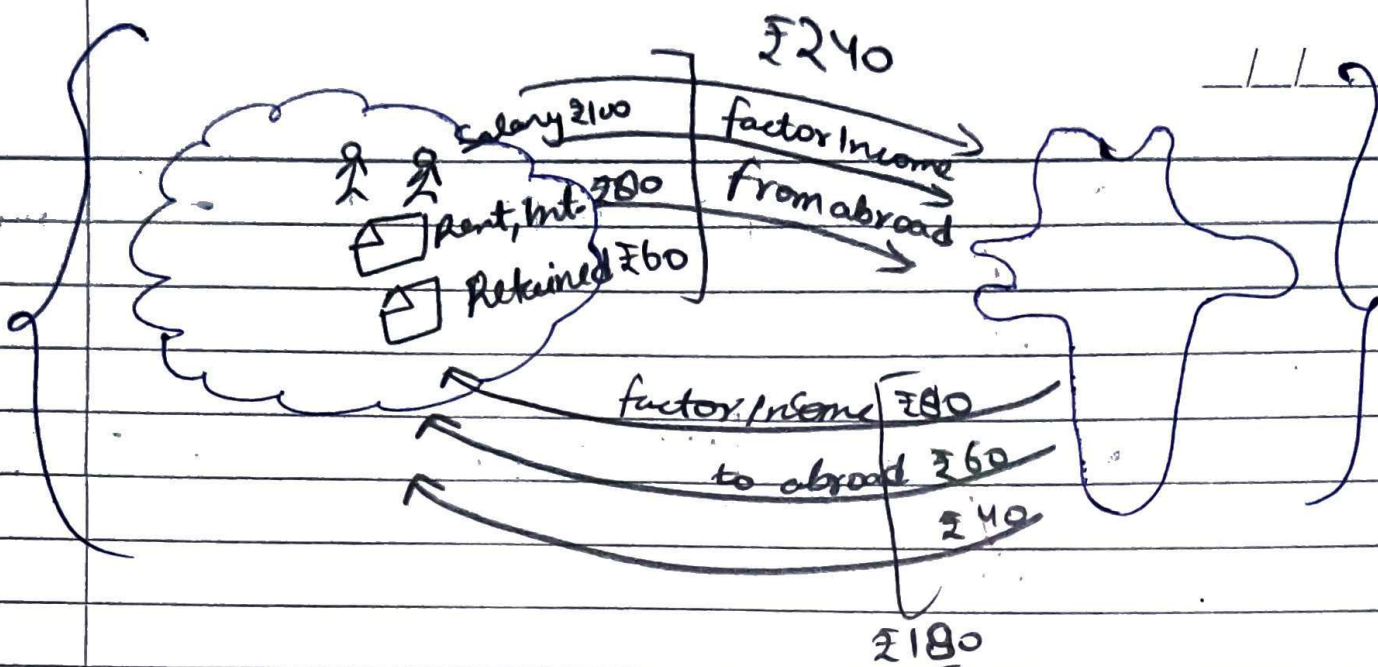 ₹240
Salary ₹100
factor Income
Rent, Int. ₹80
from abroad
Retained ₹60
factor Income ₹80
to abroad ₹60
₹40
₹180